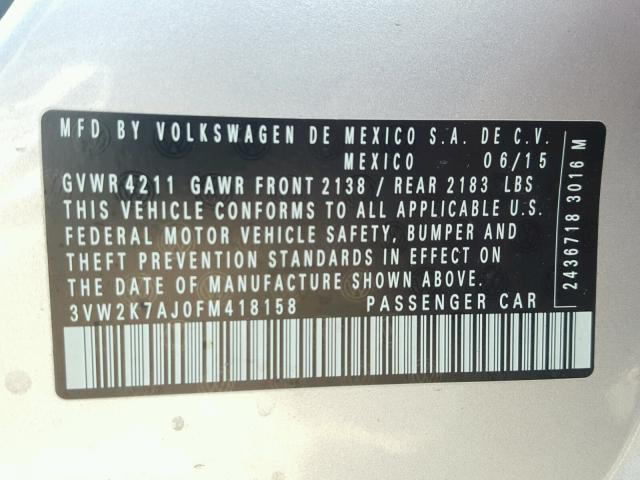 MFD BY VOLKSWAGEN DE MEXICO S.A. DE C.V.
MEXICO 06/15
GVWR 4211 GAWR FRONT 2138 / REAR 2183 LBS
THIS VEHICLE CONFORMS TO ALL APPLICABLE U.S.
FEDERAL MOTOR VEHICLE SAFETY, BUMPER AND
THEFT PREVENTION STANDARDS IN EFFECT ON
THE DATE OF MANUFACTURE SHOWN ABOVE.
3VW2K7AJ0FM418158 PASSENGER CAR
2436718 3016 M